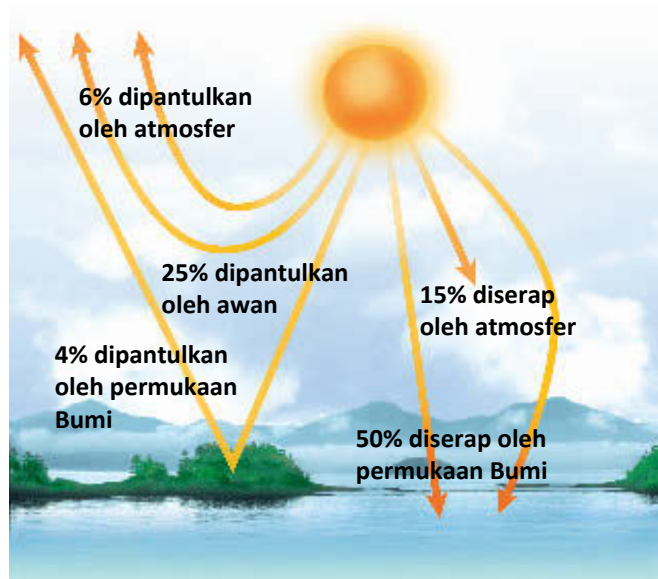 6% dipantulkan
oleh atmosfer
25% dipantulkan
oleh awan
15% diserap
oleh atmosfer
4% dipantulkan
oleh permukaan
Bumi
50% diserap oleh
permukaan Bumi